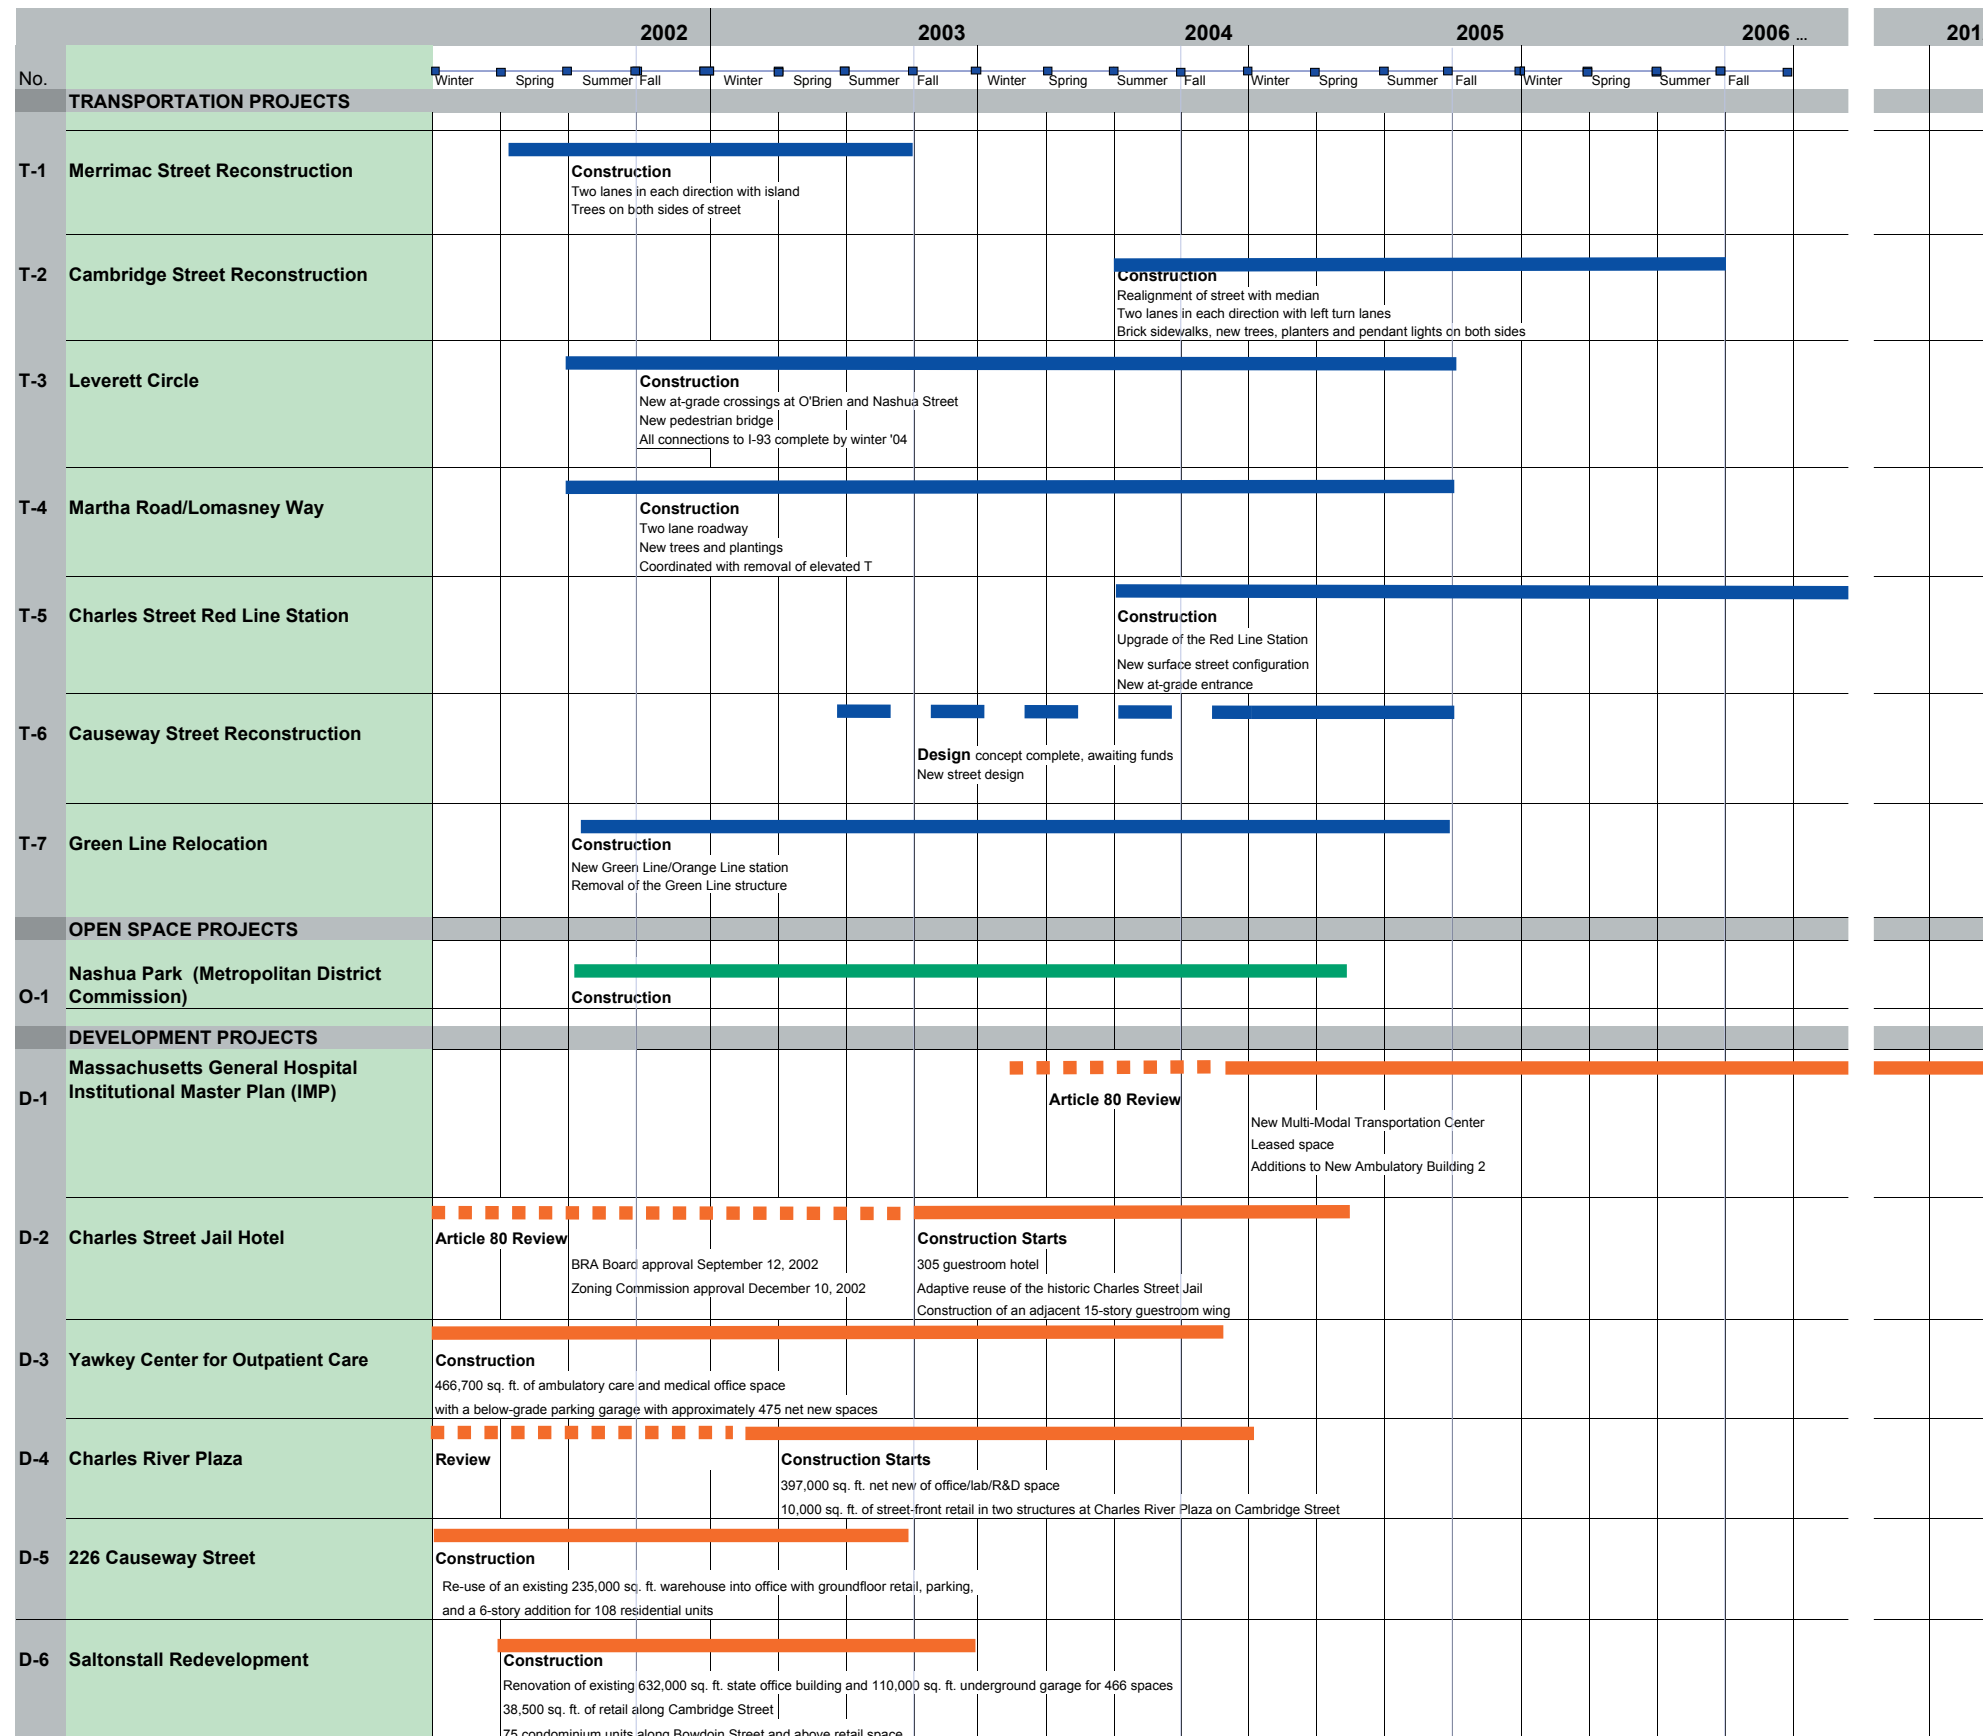 2002 2003 2004 2005 2006 ... 201
No. Winter Spring Summer Fall Winter Spring Summer Fall Winter Spring Summer Fall Winter Spring Summer Fall Winter Spring Summer Fall
TRANSPORTATION PROJECTS
T-1 Merrimac Street Reconstruction
Construction
Two lanes in each direction with island
Trees on both sides of street
T-2 Cambridge Street Reconstruction
Construction
Realignment of street with median
Two lanes in each direction with left turn lanes
Brick sidewalks, new trees, planters and pendant lights on both sides
T-3 Leverett Circle
Construction
New at-grade crossings at O'Brien and Nashua Street
New pedestrian bridge
All connections to I-93 complete by winter '04
T-4 Martha Road/Lomasney Way
Construction
Two lane roadway
New trees and plantings
Coordinated with removal of elevated T
T-5 Charles Street Red Line Station
Construction
Upgrade of the Red Line Station
New surface street configuration
New at-grade entrance
T-6 Causeway Street Reconstruction
Design concept complete, awaiting funds
New street design
T-7 Green Line Relocation
Construction
New Green Line/Orange Line station
Removal of the Green Line structure
OPEN SPACE PROJECTS
Nashua Park (Metropolitan District
O-1 Commission)
Construction
DEVELOPMENT PROJECTS
Massachusetts General Hospital
Institutional Master Plan (IMP)
D-1
Article 80 Review
New Multi-Modal Transportation Center
Leased space
Additions to New Ambulatory Building 2
D-2 Charles Street Jail Hotel
Article 80 Review
BRA Board approval September 12, 2002
Zoning Commission approval December 10, 2002
Construction Starts
305 guestroom hotel
Adaptive reuse of the historic Charles Street Jail
Construction of an adjacent 15-story guestroom wing
D-3 Yawkey Center for Outpatient Care
Construction
466,700 sq. ft. of ambulatory care and medical office space
with a below-grade parking garage with approximately 475 net new spaces
D-4 Charles River Plaza
Review
Construction Starts
397,000 sq. ft. net new of office/lab/R&D space
10,000 sq. ft. of street-front retail in two structures at Charles River Plaza on Cambridge Street
D-5 226 Causeway Street
Construction
Re-use of an existing 235,000 sq. ft. warehouse into office with groundfloor retail, parking,
and a 6-story addition for 108 residential units
D-6 Saltonstall Redevelopment
Construction
Renovation of existing 632,000 sq. ft. state office building and 110,000 sq. ft. underground garage for 466 spaces
38,500 sq. ft. of retail along Cambridge Street
75 condominium units along Bowdoin Street and above retail space